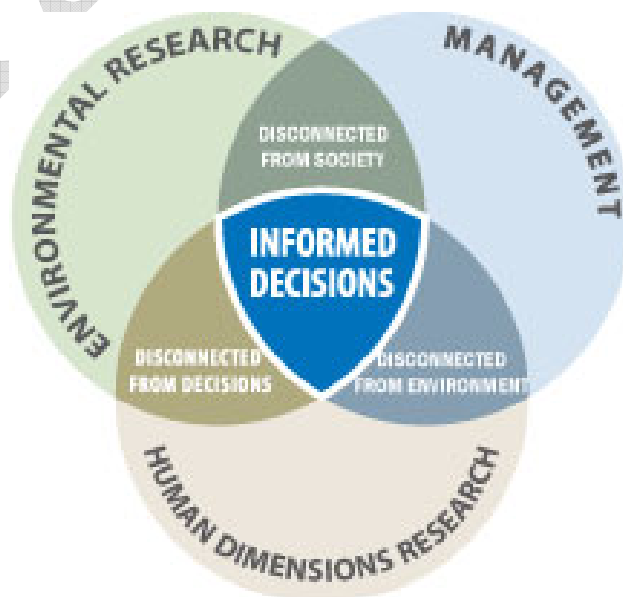 ENVIRONMENTAL RESEARCH
MANAGEMENT
DISCONNECTED
FROM SOCIETY
INFORMED
DECISIONS
DISCONNECTED
FROM DECISIONS
DISCONNECTED
FROM ENVIRONMENT
HUMAN DIMENSIONS RESEARCH